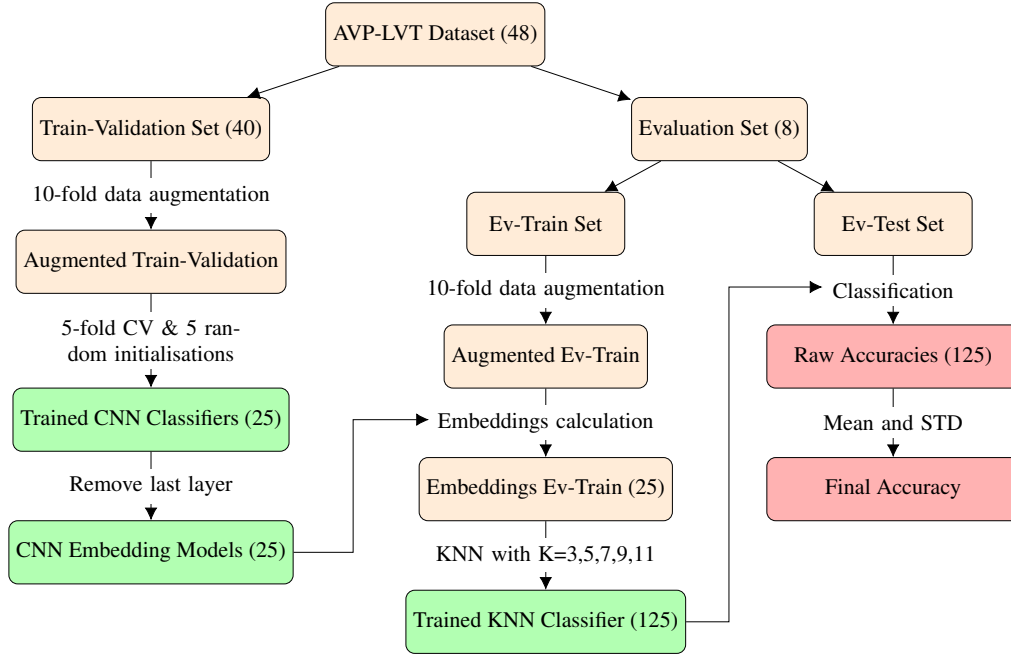 AVP-LVT Dataset (48)
Train-Validation Set (40)
Evaluation Set (8)
10-fold data augmentation
Ev-Train Set
Ev-Test Set
Augmented Train-Validation
10-fold data augmentation
Classification
5-fold CV & 5 ran-
dom initialisations
Augmented Ev-Train
Raw Accuracies (125)
Trained CNN Classifiers (25)
Embeddings calculation
Mean and STD
Remove last layer
Embeddings Ev-Train (25)
Final Accuracy
CNN Embedding Models (25)
KNN with K=3,5,7,9,11
Trained KNN Classifier (125)